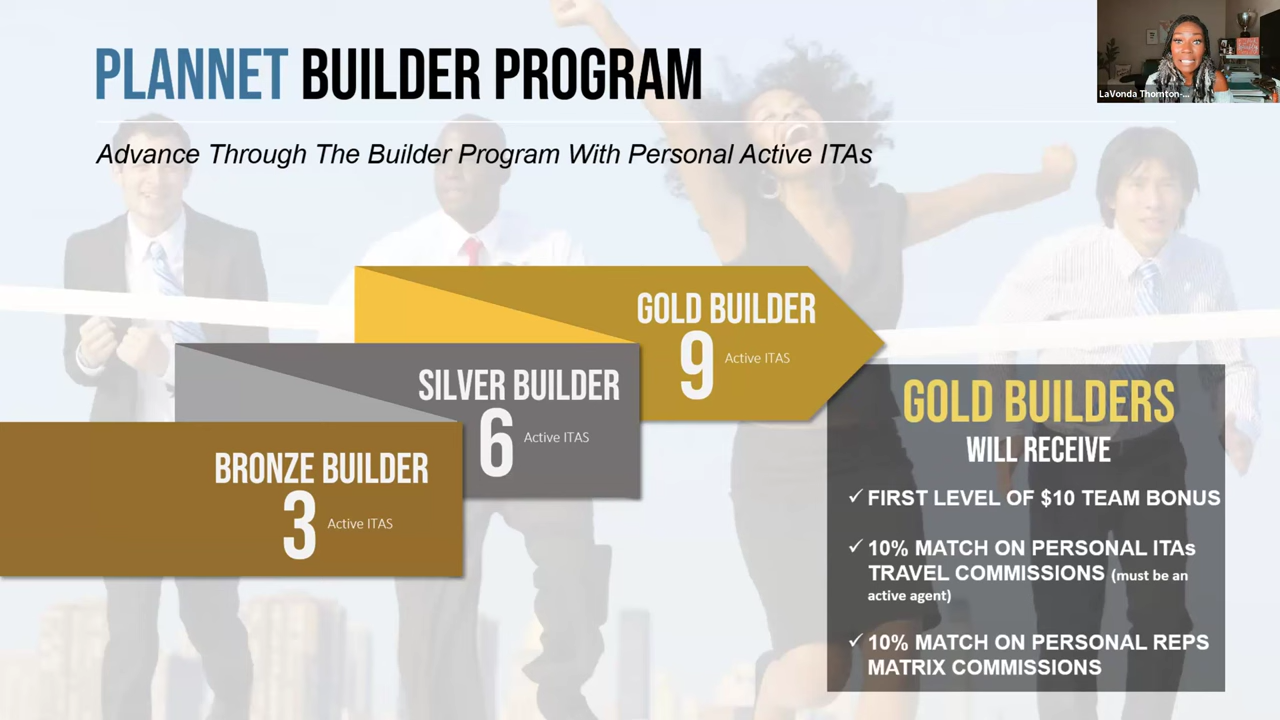 PLANNET BUILDER PROGRAM
LaVonda Thornton-...
Advance Through The Builder Program With Personal Active ITAs
GOLD BUILDER
9 Active ITAS
SILVER BUILDER
6 Active ITAS
BRONZE BUILDER
3 Active ITAS
GOLD BUILDERS
WILL RECEIVE
✓ FIRST LEVEL OF $10 TEAM BONUS
✓ 10% MATCH ON PERSONAL ITAs
TRAVEL COMMISSIONS (must be an
active agent)
✓ 10% MATCH ON PERSONAL REPS
MATRIX COMMISSIONS